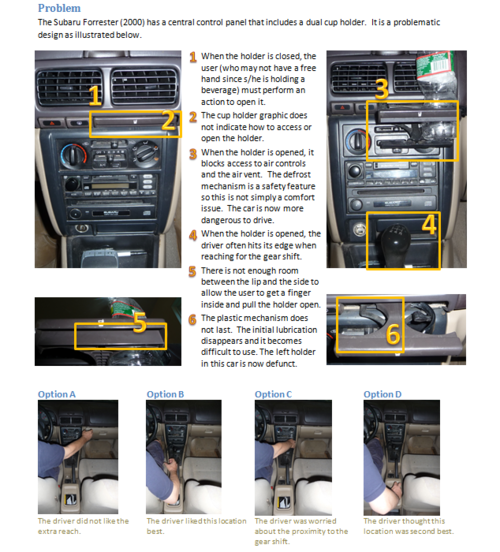 Problem
The Subaru Forrester (2000) has a central control panel that includes a dual cup holder. It is a problematic
design as illustrated below.
1 When the holder is closed, the
user (who may not have a free
hand since s/he is holding a
beverage) must perform an
action to open it.
2 The cup holder graphic does
not indicate how to access or
open the holder.
3 When the holder is opened, it
blocks access to air controls
and the air vent. The defrost
mechanism is a safety feature
so this is not simply a comfort
issue. The car is now more
dangerous to drive.
4 When the holder is opened, the
driver often hits its edge when
reaching for the gear shift.
5 There is not enough room
between the lip and the side to
allow the user to get a finger
inside and pull the holder open.
6 The plastic mechanism does
not last. The initial lubrication
disappears and it becomes
difficult to use. The left holder
in this car is now defunct.
1
2
3
4
5
6
Option A
Option B
Option C
Option D
The driver did not like the
extra reach.
The driver liked this location
best.
The driver was worried
about the proximity to the
gear shift.
The driver thought this
location was second best.